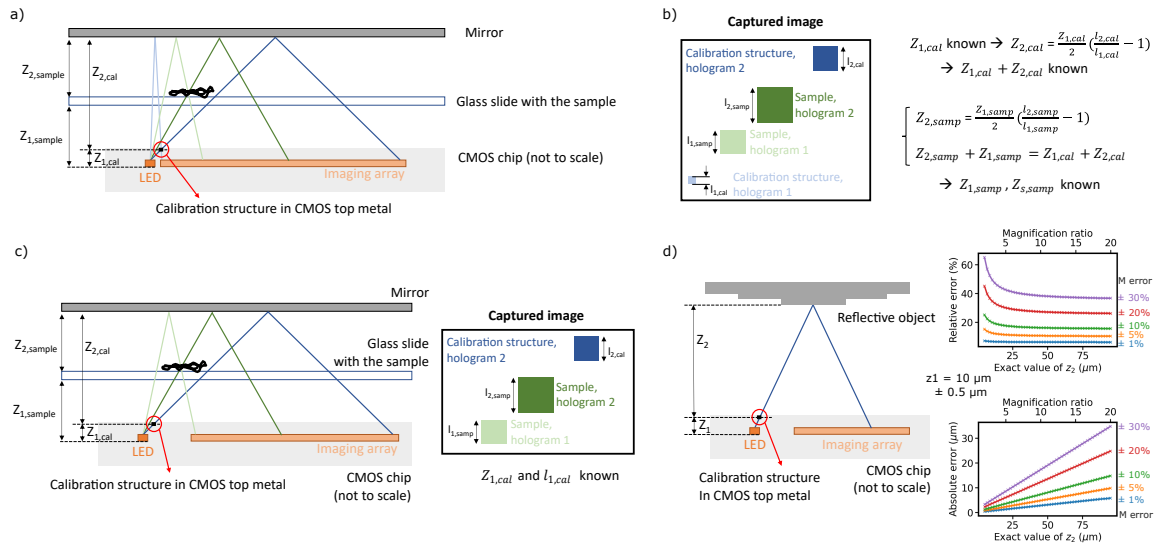 a)
Mirror
Z2,sample
Z2,cal
Glass slide with the sample
Z1,sample
Z1,cal
CMOS chip (not to scale)
LED
Imaging array
Calibration structure in CMOS top metal
b)
Captured image
Calibration structure,
hologram 2
l2,cal
l2,samp
Sample,
hologram 2
l1,samp
Sample,
hologram 1
Calibration structure,
hologram 1
l1,cal
Z1,cal known → Z2,cal = Z1,cal/2 (l2,cal/l1,cal − 1)
→ Z1,cal + Z2,cal known
Z2,samp = Z1,samp/2 (l2,samp/l1,samp − 1)
Z2,samp + Z1,samp = Z1,cal + Z2,cal
→ Z1,samp , Zs,samp known
c)
Mirror
Z2,sample
Z2,cal
Glass slide
with the sample
Z1,sample
Z1,cal
LED
Imaging array
Calibration structure in CMOS top metal
CMOS chip
(not to scale)
Captured image
Calibration structure,
hologram 2
l2,cal
l2,samp
Sample,
hologram 2
l1,samp
Sample,
hologram 1
Z1,cal and l1,cal known
d)
Reflective object
Z2
Z1
LED
Imaging array
Calibration structure
In CMOS top metal
CMOS chip
(not to scale)
Magnification ratio
5 10 15 20
Relative error (%)
60
40
20
M error
± 30%
± 20%
± 10%
± 5%
± 1%
25 50 75
Exact value of z2 (μm)
z1 = 10 μm
± 0.5 μm
Magnification ratio
5 10 15 20
Absolute error (μm)
30
20
10
0
± 30%
± 20%
± 10%
± 5%
± 1%
M error
25 50 75
Exact value of z2 (μm)